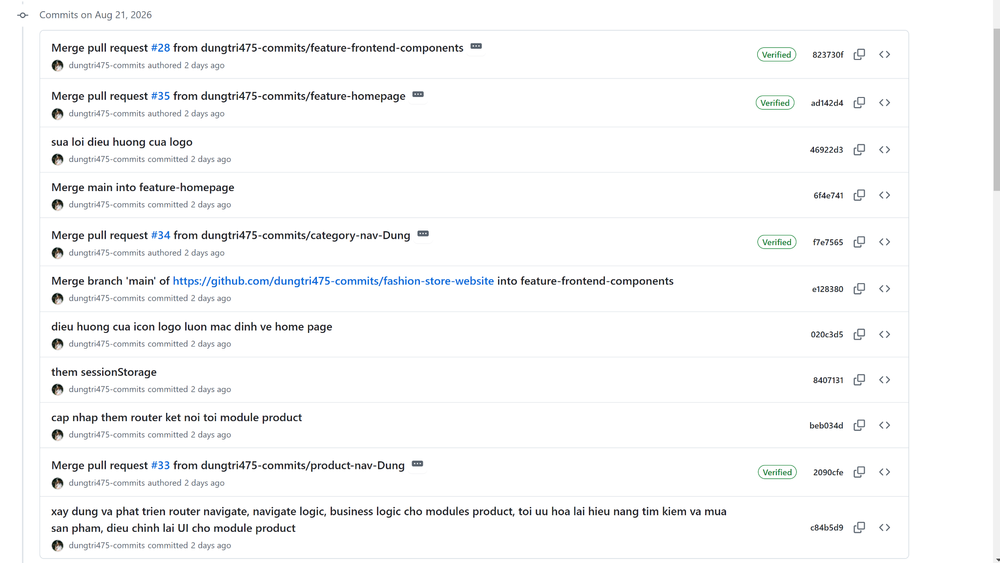 Commits on Aug 21, 2026
Merge pull request #28 from dungtri475-commits/feature-frontend-components
dungtri475-commits authored 2 days ago
Verified 823730f
Merge pull request #35 from dungtri475-commits/feature-homepage
dungtri475-commits authored 2 days ago
Verified ad142d4
sua loi dieu huong cua logo
dungtri475-commits committed 2 days ago
46922d3
Merge main into feature-homepage
dungtri475-commits committed 2 days ago
6f4e741
Merge pull request #34 from dungtri475-commits/category-nav-Dung
dungtri475-commits authored 2 days ago
Verified f7e7565
Merge branch 'main' of https://github.com/dungtri475-commits/fashion-store-website into feature-frontend-components
dungtri475-commits committed 2 days ago
e128380
dieu huong cua icon logo luon mac dinh ve home page
dungtri475-commits committed 2 days ago
020c3d5
them sessionStorage
dungtri475-commits committed 2 days ago
8407131
cap nhap them router ket noi toi module product
dungtri475-commits committed 2 days ago
beb034d
Merge pull request #33 from dungtri475-commits/product-nav-Dung
dungtri475-commits authored 2 days ago
Verified 2090cfe
xay dung va phat trien router navigate, navigate logic, business logic cho modules product, toi uu hoa lai hieu nang tim kiem va mua
san pham, dieu chinh lai UI cho module product
dungtri475-commits committed 2 days ago
c84b5d9